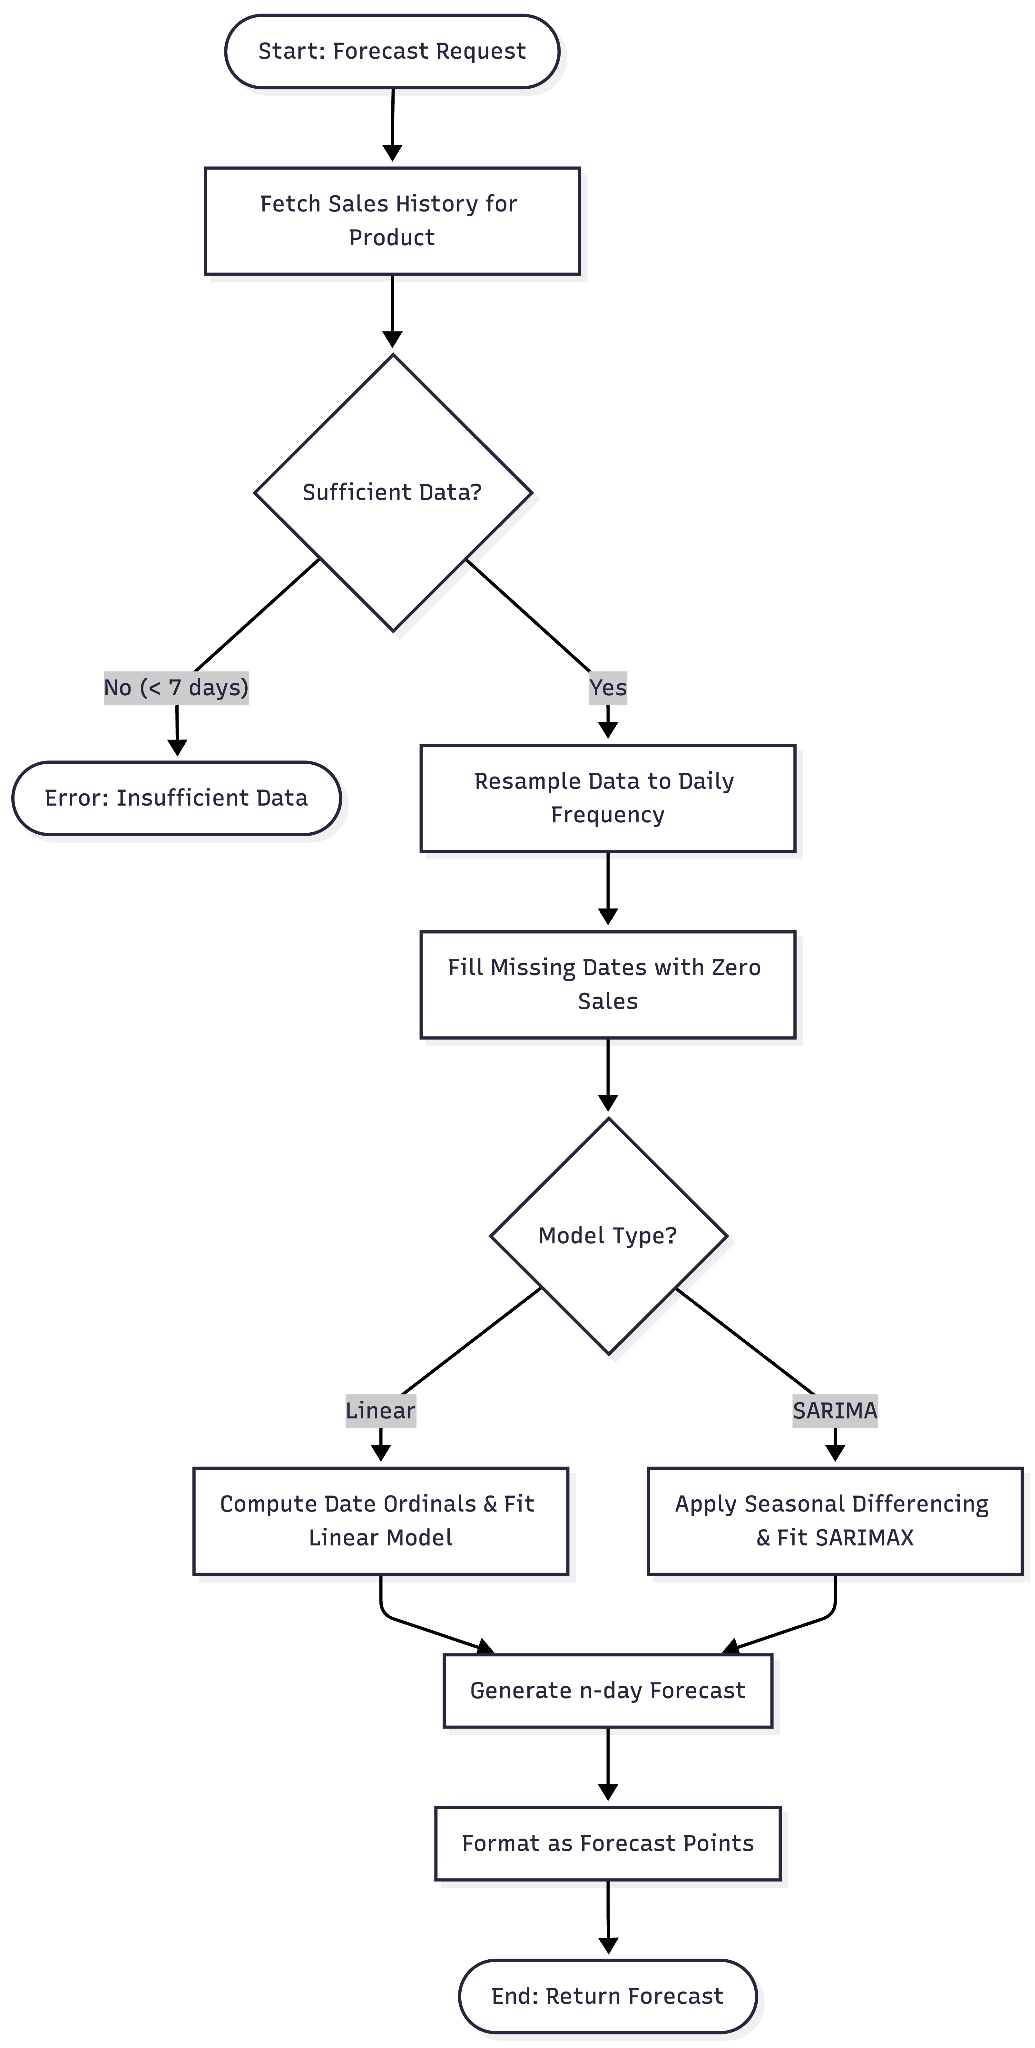 Start: Forecast Request
Fetch Sales History for
Product
Sufficient Data?
No (< 7 days)
Yes
Error: Insufficient Data
Resample Data to Daily
Frequency
Fill Missing Dates with Zero
Sales
Model Type?
Linear
SARIMA
Compute Date Ordinals & Fit
Linear Model
Apply Seasonal Differencing
& Fit SARIMAX
Generate n-day Forecast
Format as Forecast Points
End: Return Forecast